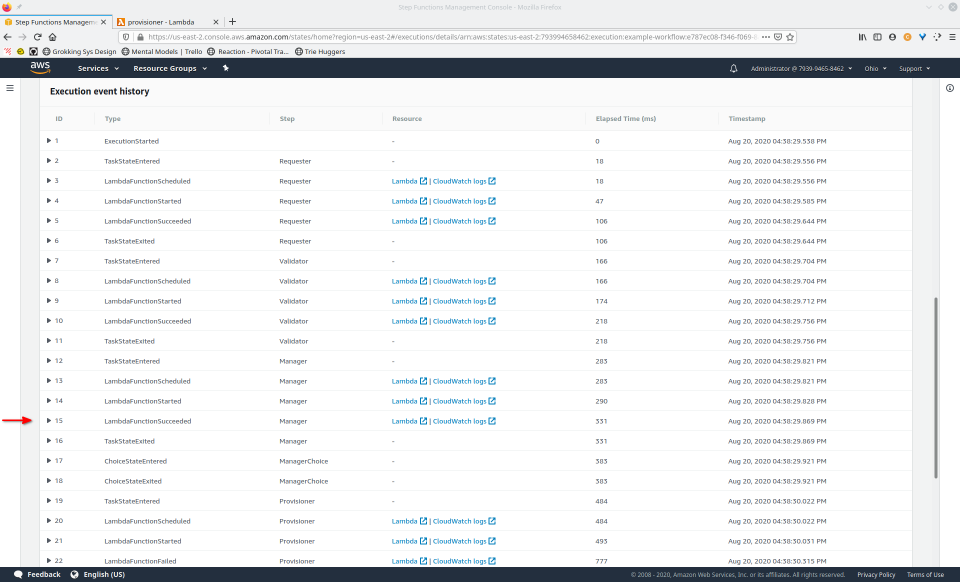 Step Functions Management Console - Mozilla Firefox
Step Functions Manageme
provisioner - Lambda
https://us-east-2.console.aws.amazon.com/states/home?region=us-east-2#/executions/details/arn:aws:states:us-east-2:793994658462:execution:example-workflow:e787ec08-f346-f069-
Grokking Sys Design
Mental Models | Trello
Reaction - Pivotal Tra...
Trie Huggers
aws
Services
Resource Groups
Administrator @ 7939-9465-8462
Ohio
Support
Execution event history
ID Type Step Resource Elapsed Time (ms) Timestamp
1 ExecutionStarted - 0 Aug 20, 2020 04:38:29.538 PM
2 TaskStateEntered Requester - 18 Aug 20, 2020 04:38:29.556 PM
3 LambdaFunctionScheduled Requester Lambda | CloudWatch logs 18 Aug 20, 2020 04:38:29.556 PM
4 LambdaFunctionStarted Requester Lambda | CloudWatch logs 47 Aug 20, 2020 04:38:29.585 PM
5 LambdaFunctionSucceeded Requester Lambda | CloudWatch logs 106 Aug 20, 2020 04:38:29.644 PM
6 TaskStateExited Requester - 106 Aug 20, 2020 04:38:29.644 PM
7 TaskStateEntered Validator - 166 Aug 20, 2020 04:38:29.704 PM
8 LambdaFunctionScheduled Validator Lambda | CloudWatch logs 166 Aug 20, 2020 04:38:29.704 PM
9 LambdaFunctionStarted Validator Lambda | CloudWatch logs 174 Aug 20, 2020 04:38:29.712 PM
10 LambdaFunctionSucceeded Validator Lambda | CloudWatch logs 218 Aug 20, 2020 04:38:29.756 PM
11 TaskStateExited Validator - 218 Aug 20, 2020 04:38:29.756 PM
12 TaskStateEntered Manager - 283 Aug 20, 2020 04:38:29.821 PM
13 LambdaFunctionScheduled Manager Lambda | CloudWatch logs 283 Aug 20, 2020 04:38:29.821 PM
14 LambdaFunctionStarted Manager Lambda | CloudWatch logs 290 Aug 20, 2020 04:38:29.828 PM
15 LambdaFunctionSucceeded Manager Lambda | CloudWatch logs 331 Aug 20, 2020 04:38:29.869 PM
16 TaskStateExited Manager - 331 Aug 20, 2020 04:38:29.869 PM
17 ChoiceStateEntered ManagerChoice - 383 Aug 20, 2020 04:38:29.921 PM
18 ChoiceStateExited ManagerChoice - 383 Aug 20, 2020 04:38:29.921 PM
19 TaskStateEntered Provisioner - 484 Aug 20, 2020 04:38:30.022 PM
20 LambdaFunctionScheduled Provisioner Lambda | CloudWatch logs 484 Aug 20, 2020 04:38:30.022 PM
21 LambdaFunctionStarted Provisioner Lambda | CloudWatch logs 493 Aug 20, 2020 04:38:30.031 PM
22 LambdaFunctionFailed Provisioner Lambda | CloudWatch logs 777 Aug 20, 2020 04:38:30.315 PM
Feedback
English (US)
© 2008 - 2020, Amazon Web Services, Inc. or its affiliates. All rights reserved.
Privacy Policy
Terms of Use